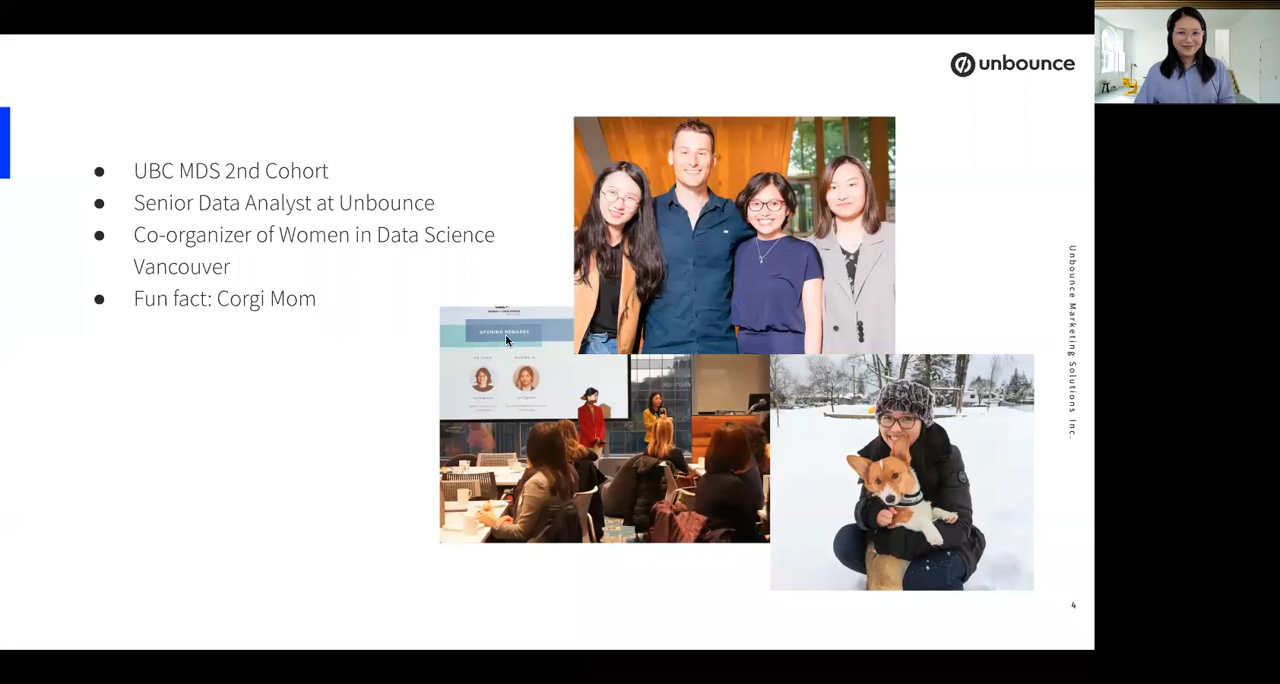 unbounce
UBC MDS 2nd Cohort
Senior Data Analyst at Unbounce
Co-organizer of Women in Data Science
Vancouver
Fun fact: Corgi Mom
OPENING REMARKS
Unbounce Marketing Solutions Inc.
4